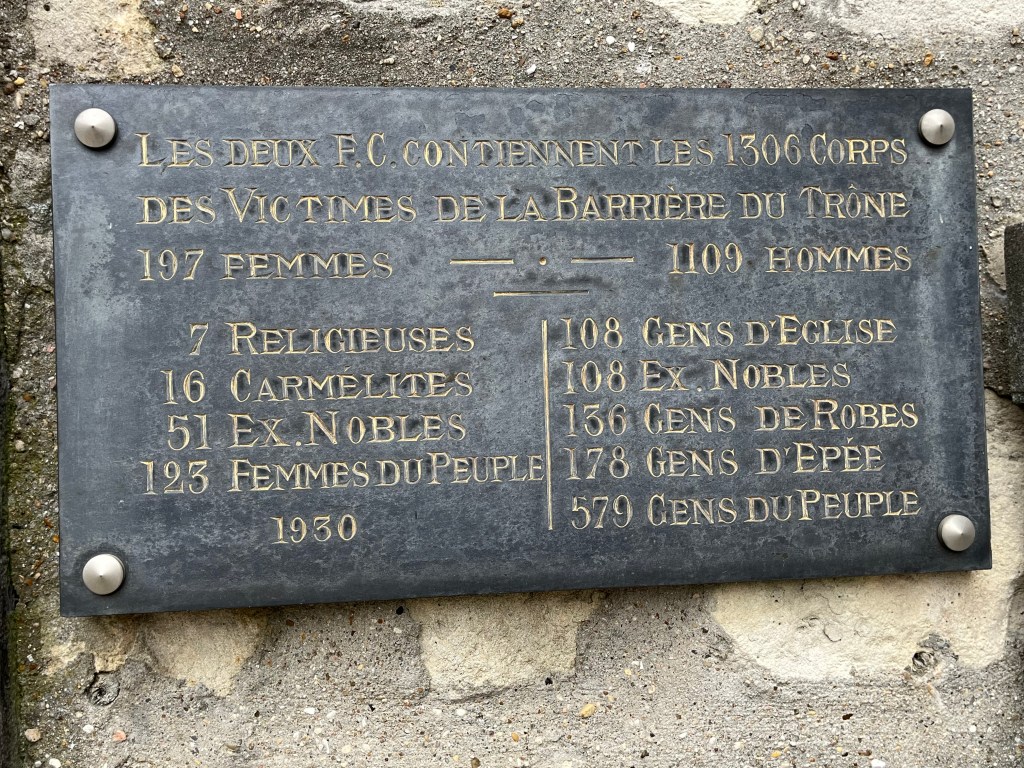 LES DEUX F.C. CONTIENNENT LES 1306 CORPS
DES VICTIMES DE LA BARRIÈRE DU TRÔNE
197 FEMMES — • — 1109 HOMMES
7 RELIGIEUSES
16 CARMÉLITES
51 EX. NOBLES
123 FEMMES DU PEUPLE
1930
108 GENS D'EGLISE
108 EX. NOBLES
136 GENS DE ROBES
178 GENS D'EPÉE
579 GENS DU PEUPLE